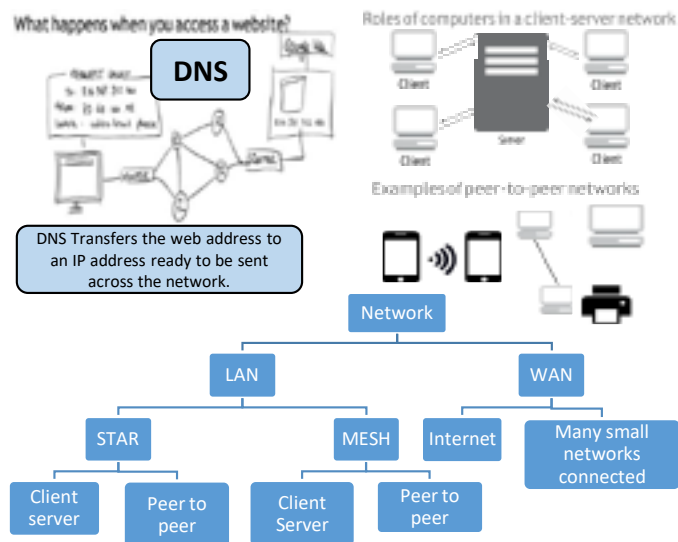 What happens when you access a website?
DNS
DNS Transfers the web address to
an IP address ready to be sent
across the network.
Roles of computers in a client-server network
Client
Client
Client
Client
Server
Examples of peer-to-peer networks
Network
LAN
WAN
STAR
MESH
Internet
Many small
networks
connected
Client
server
Peer to
peer
Client
Server
Peer to
peer